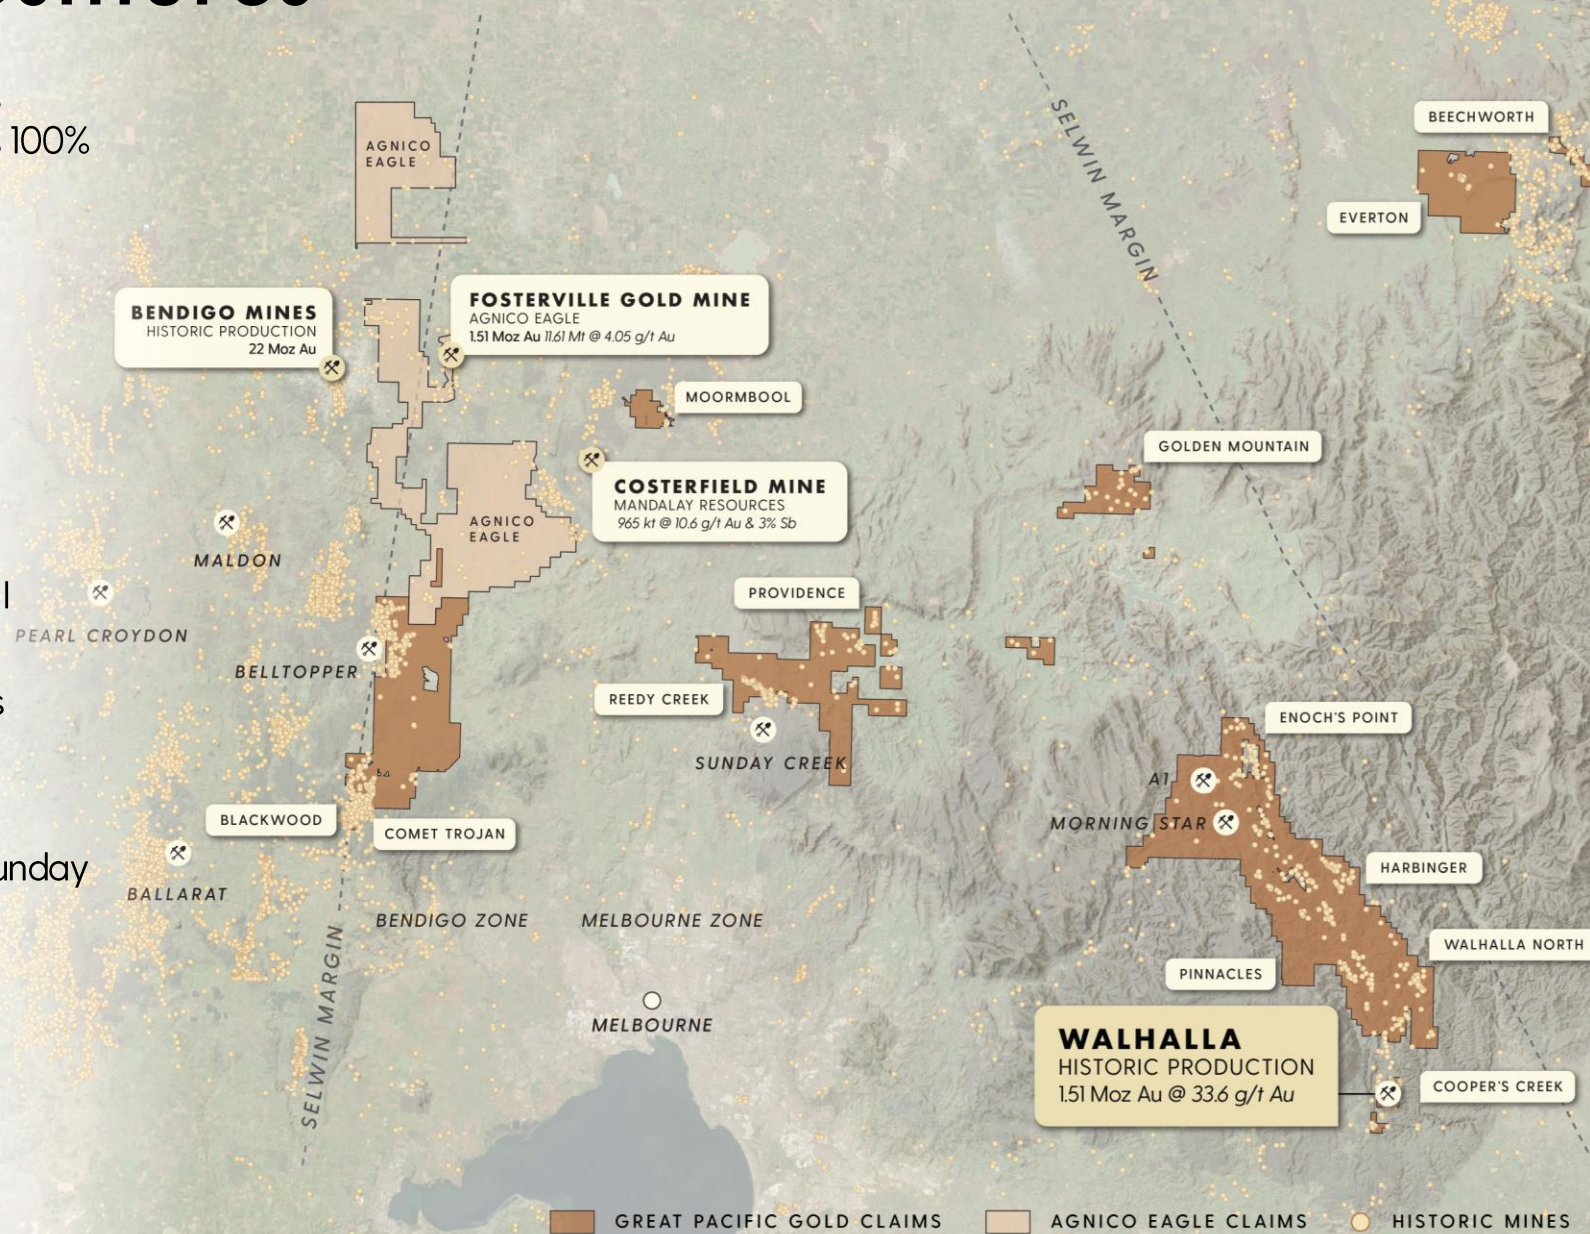 100%
SELWIN MARGIN
BEECHWORTH
AGNICO
EAGLE
EVERTON
BENDIGO MINES
HISTORIC PRODUCTION
22 Moz Au
FOSTERVILLE GOLD MINE
AGNICO EAGLE
1.51 Moz Au 11.61 Mt @ 4.05 g/t Au
MOORMBOOL
GOLDEN MOUNTAIN
COSTERFIELD MINE
MANDALAY RESOURCES
965 kt @ 10.6 g/t Au & 3% Sb
AGNICO
EAGLE
MALDON
PROVIDENCE
PEARL CROYDON
BELLTOPPER
REEDY CREEK
ENOCH'S POINT
SUNDAY CREEK
A1
BLACKWOOD
COMET TROJAN
MORNING STAR
unday
HARBINGER
BALLARAT
BENDIGO ZONE
MELBOURNE ZONE
WALHALLA NORTH
PINNACLES
SELWIN MARGIN
MELBOURNE
WALHALLA
HISTORIC PRODUCTION
1.51 Moz Au @ 33.6 g/t Au
COOPER'S CREEK
GREAT PACIFIC GOLD CLAIMS
AGNICO EAGLE CLAIMS
HISTORIC MINES